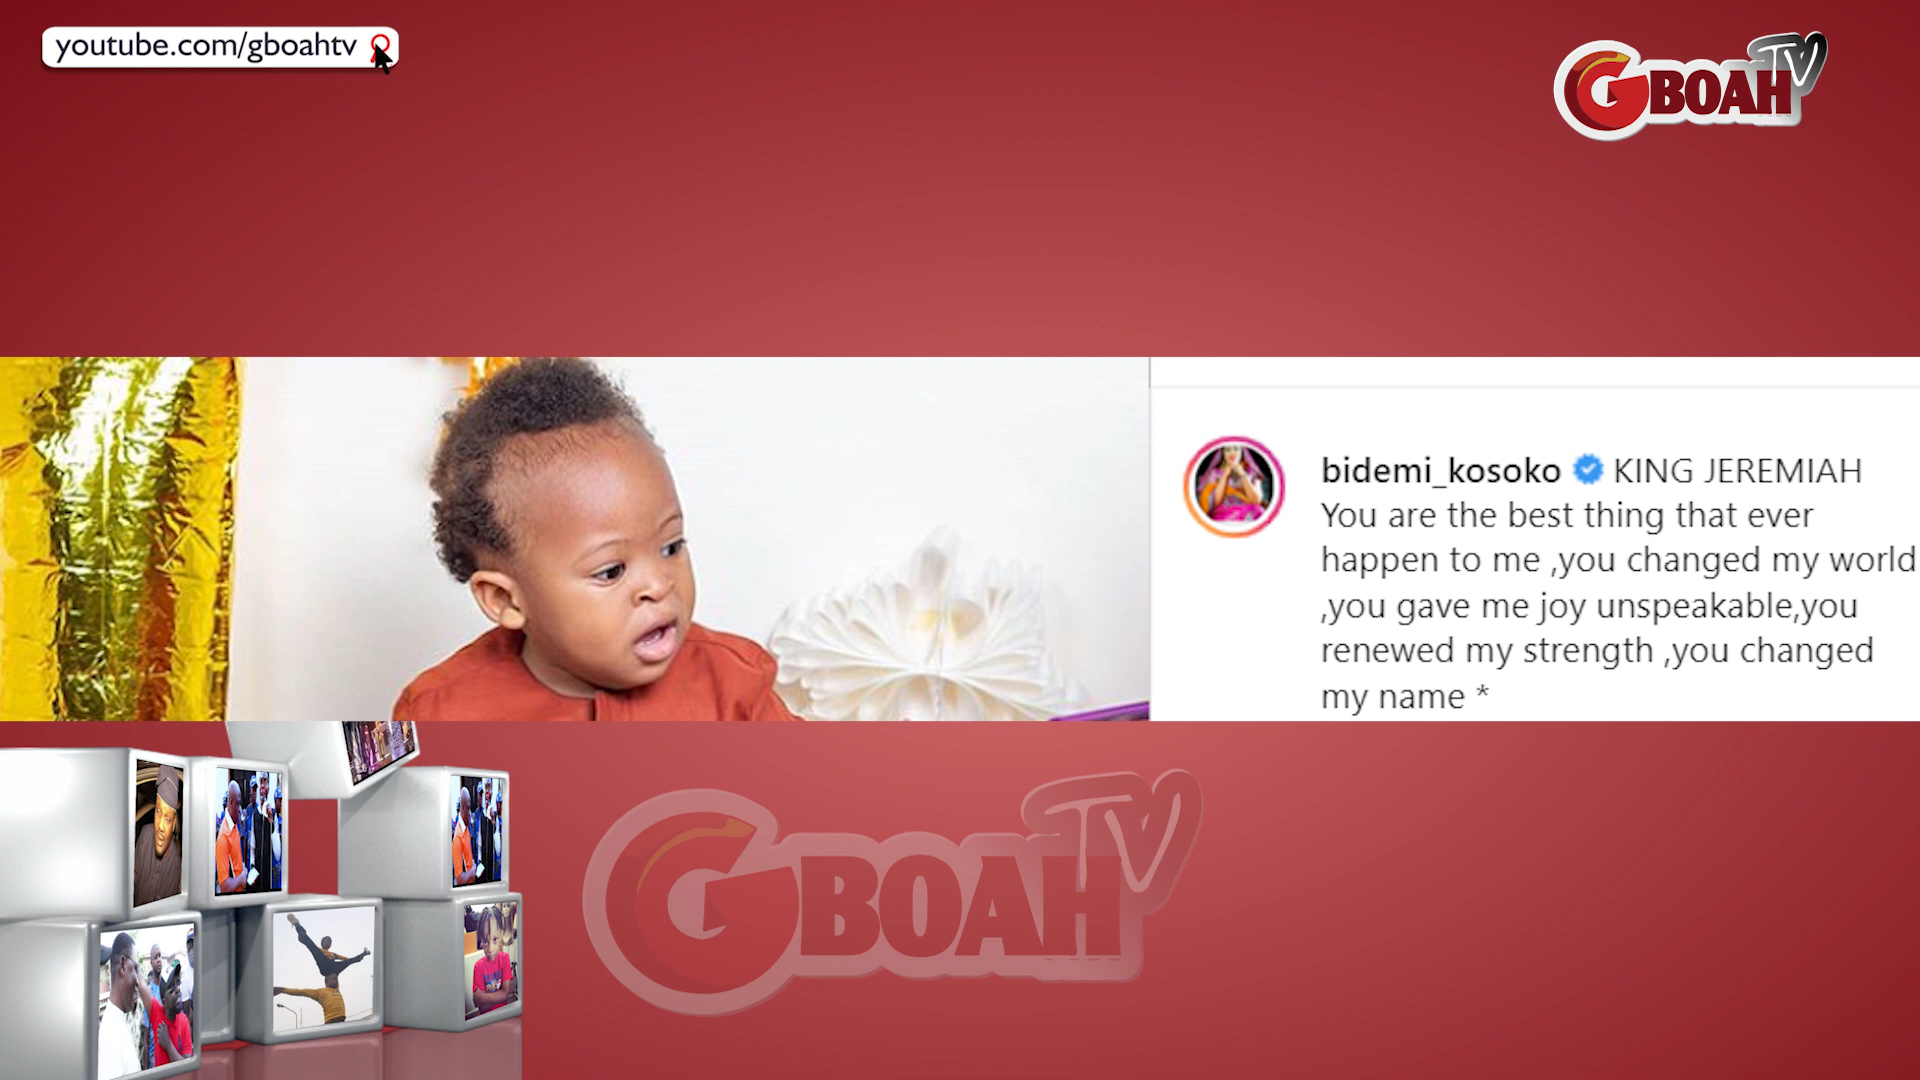 youtube.com/gboahtv
GBOAH TV
bidemi_kosoko KING JEREMIAH
You are the best thing that ever
happen to me ,you changed my world
,you gave me joy unspeakable,you
renewed my strength ,you changed
my name *
GBOAH TV